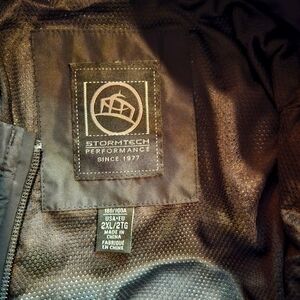 STORMTECH
PERFORMANCE
SINCE 1977
USA•EU
2XL/2TG
MADE IN
CHINA
FABRIQUÉ
EN CHINE